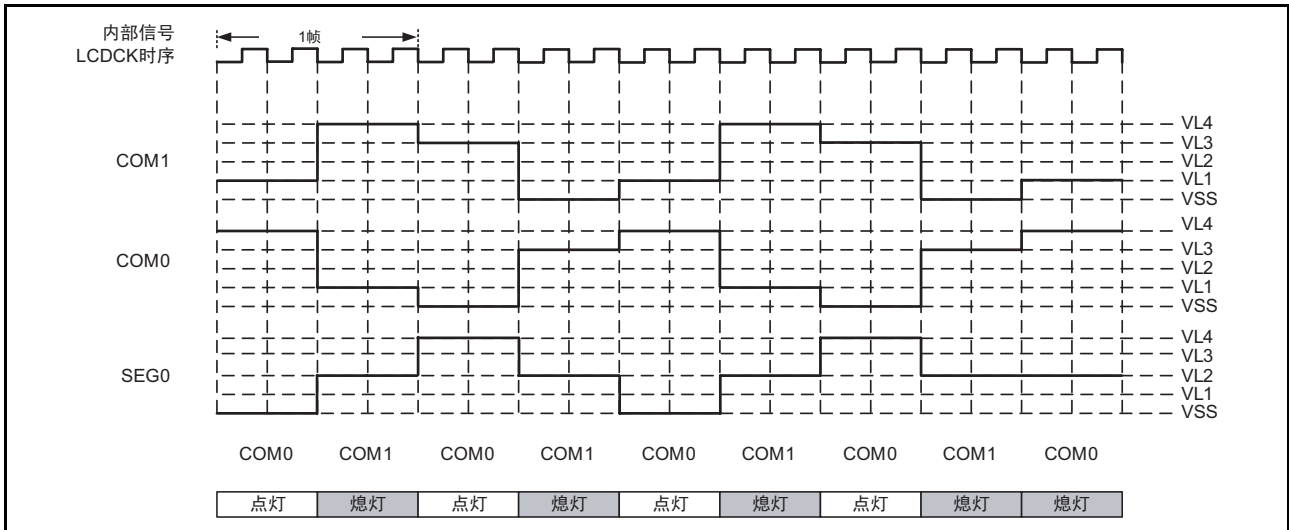 内部信号
LCDCK时序
1帧
COM1
VL4
VL3
VL2
VL1
VSS
COM0
VL4
VL3
VL2
VL1
VSS
SEG0
VL4
VL3
VL2
VL1
VSS
COM0 COM1 COM0 COM1 COM0 COM1 COM0 COM1 COM0
点灯 熄灯 点灯 熄灯 点灯 熄灯 点灯 熄灯 熄灯